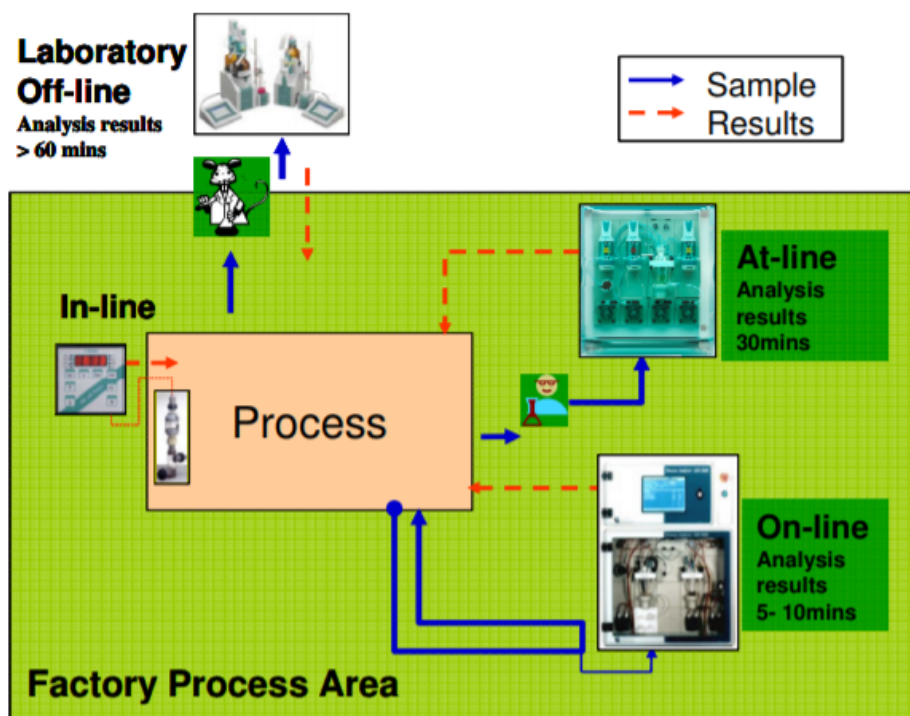 Laboratory
Off-line
Analysis results
> 60 mins
Sample
Results
At-line
Analysis
results
30mins
In-line
Process
On-line
Analysis
results
5- 10mins
Factory Process Area